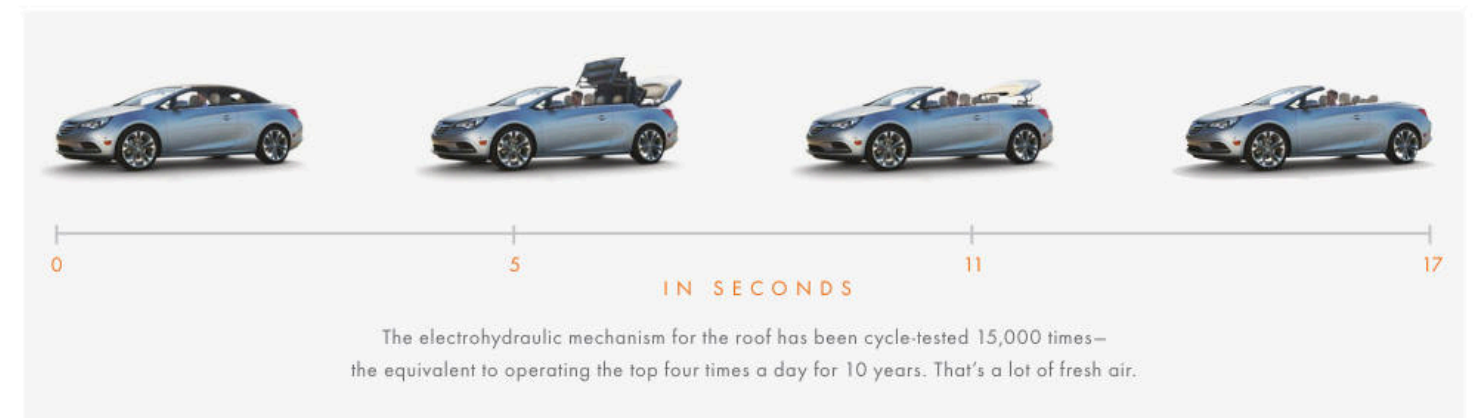 0 5 11 17
IN SECONDS
The electrohydraulic mechanism for the roof has been cycle-tested 15,000 times—
the equivalent to operating the top four times a day for 10 years. That's a lot of fresh air.